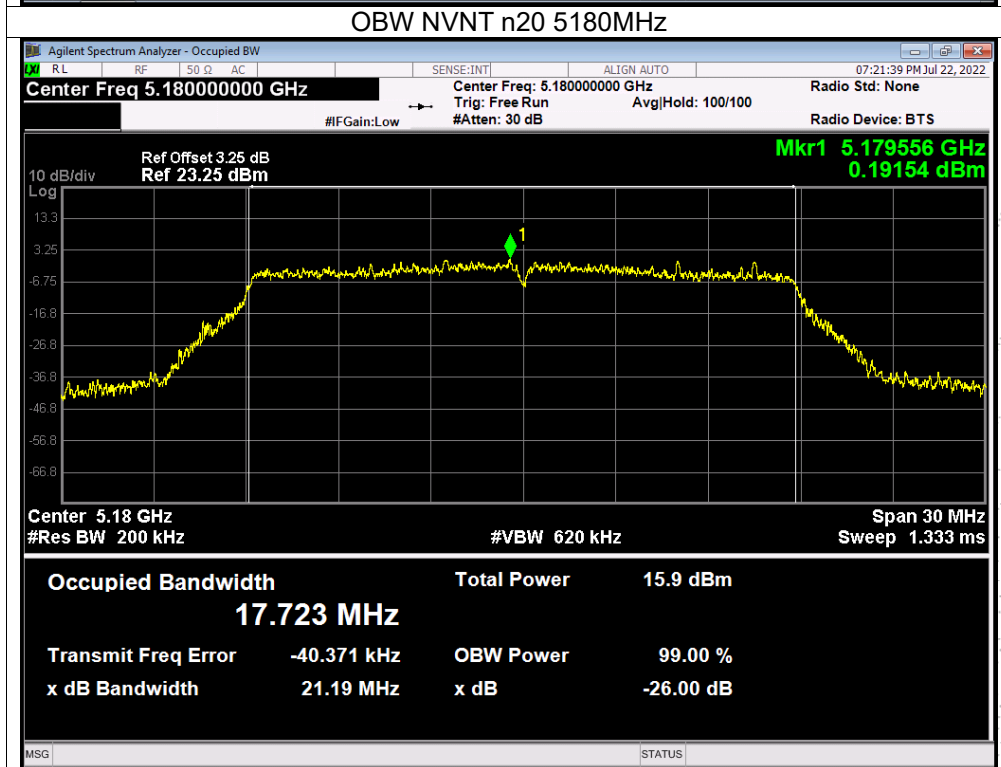 OBW NVNT n20 5180MHz
Agilent Spectrum Analyzer - Occupied BW
LXI RL RF 50 Ω AC SENSE:INT ALIGN AUTO 07:21:39 PM Jul 22, 2022
Center Freq 5.180000000 GHz Center Freq: 5.180000000 GHz Radio Std: None
Trig: Free Run Avg|Hold: 100/100
#IFGain:Low #Atten: 30 dB Radio Device: BTS
Mkr1 5.179556 GHz
0.19154 dBm
Ref Offset 3.25 dB
10 dB/div Ref 23.25 dBm
Log
13.3
1
3.25
-6.75
-16.8
-26.8
-36.8
-46.8
-56.8
-66.8
Center 5.18 GHz Span 30 MHz
#Res BW 200 kHz #VBW 620 kHz Sweep 1.333 ms
Occupied Bandwidth Total Power 15.9 dBm
17.723 MHz
Transmit Freq Error -40.371 kHz OBW Power 99.00 %
x dB Bandwidth 21.19 MHz x dB -26.00 dB
MSG STATUS